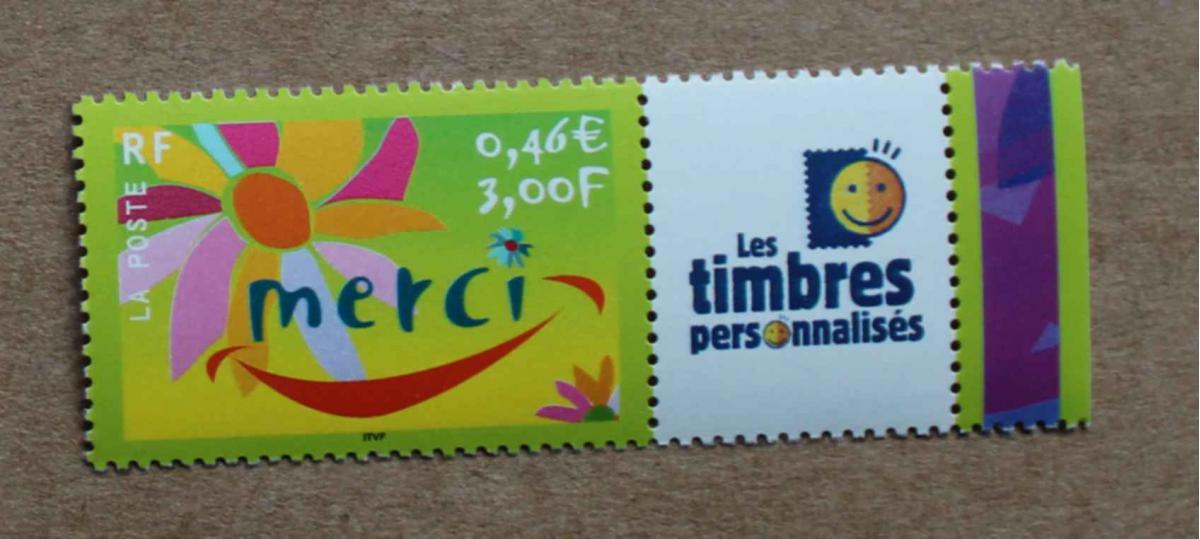 RF
LA POSTE
0,46€
3,00F
merci
ITVF
Les
timbres
personnalisés